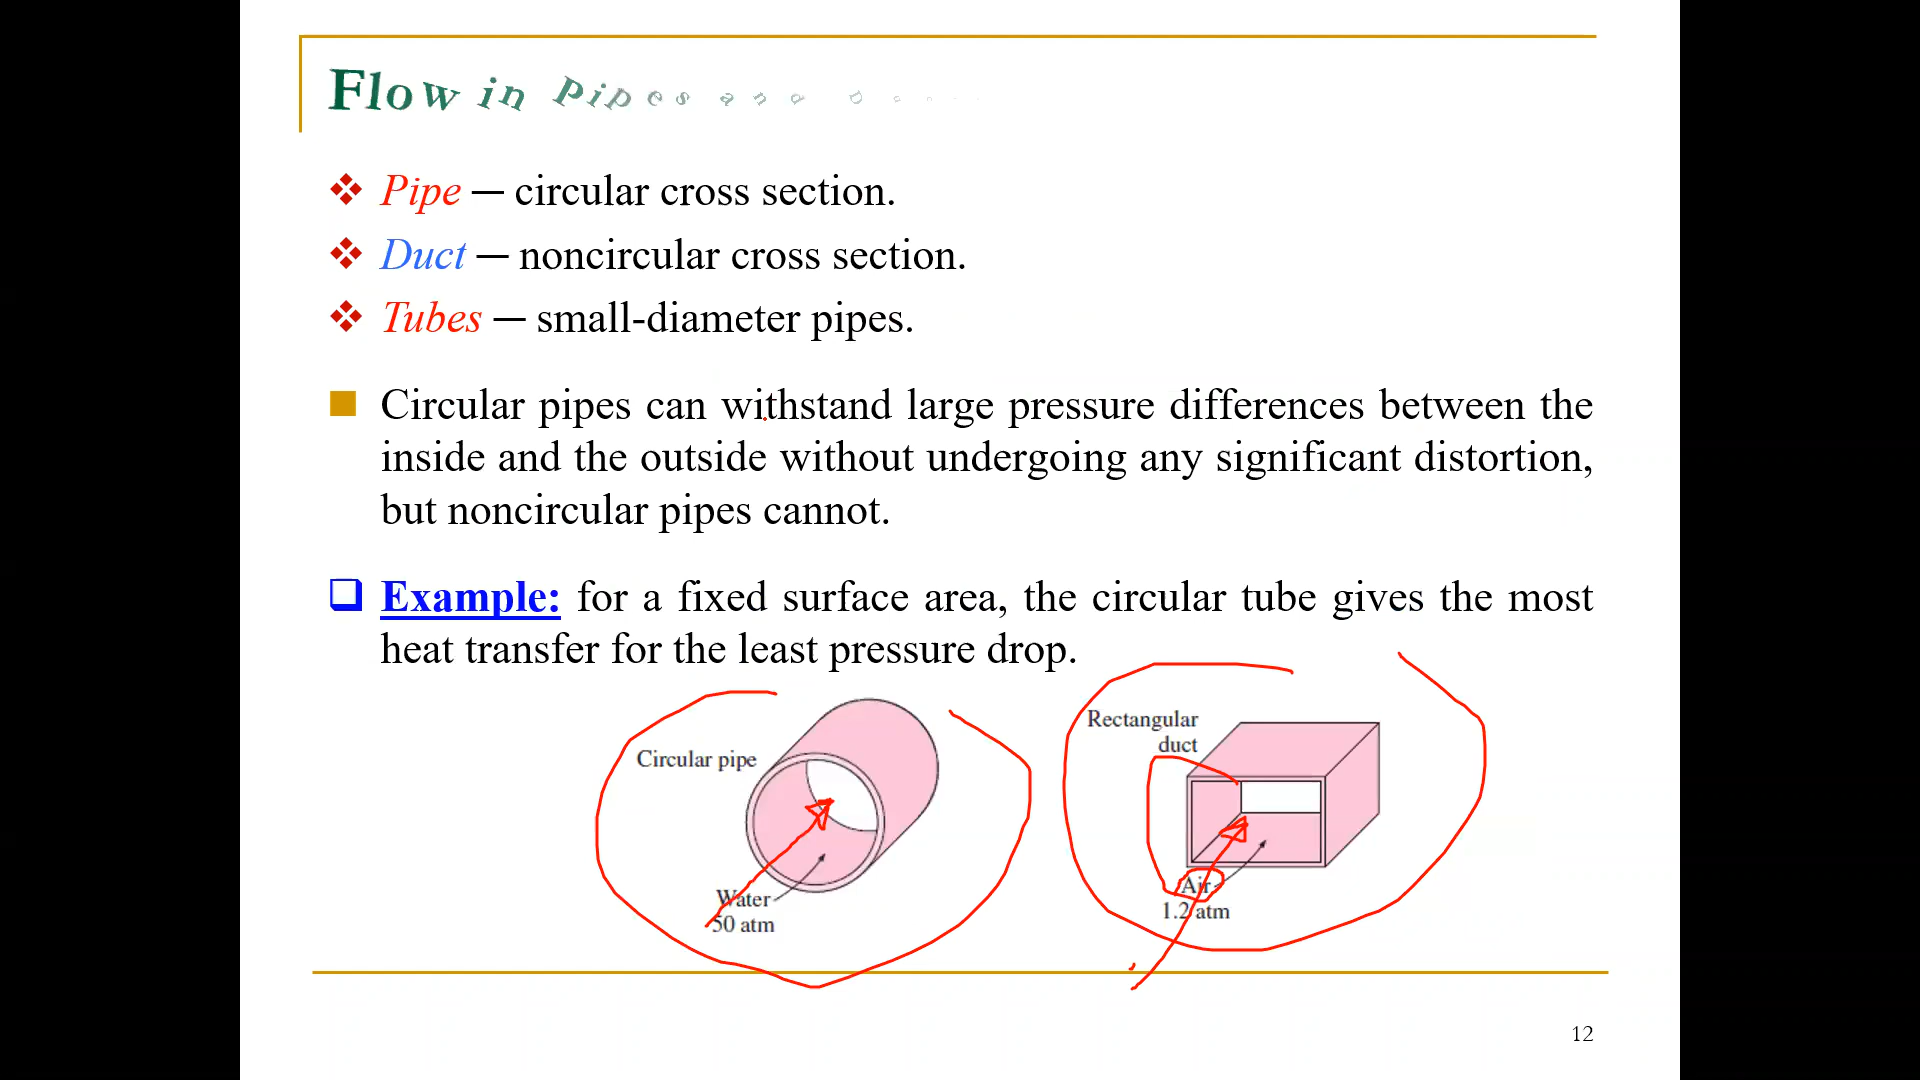 Flow in Pipes and Ducts
Pipe — circular cross section.
Duct — noncircular cross section.
Tubes — small-diameter pipes.
Circular pipes can withstand large pressure differences between the
inside and the outside without undergoing any significant distortion,
but noncircular pipes cannot.
Example: for a fixed surface area, the circular tube gives the most
heat transfer for the least pressure drop.
Circular pipe
Water
50 atm
Rectangular
duct
Air
1.2 atm
12